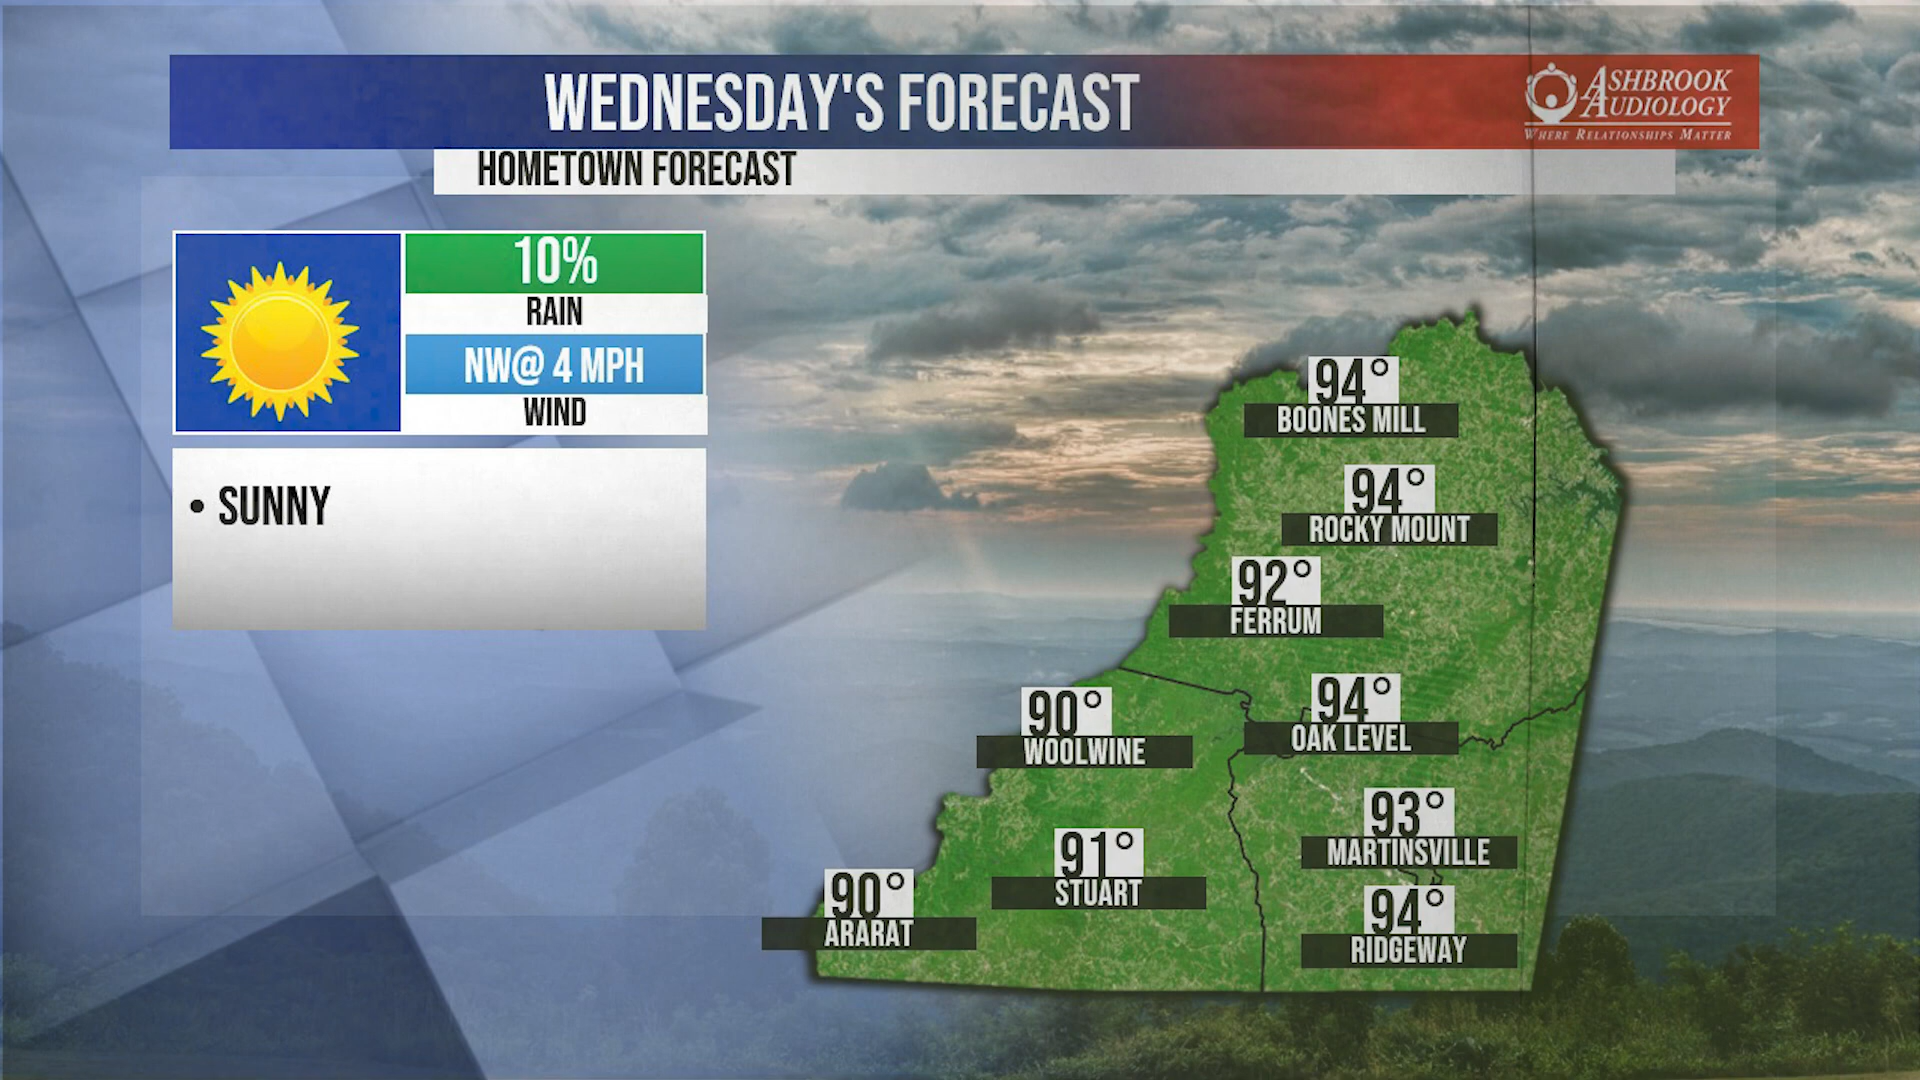 WEDNESDAY'S FORECAST
ASHBROOK
AUDIOLOGY
WHERE RELATIONSHIPS MATTER
HOMETOWN FORECAST
10%
RAIN
NW@ 4 MPH
WIND
• SUNNY
94°
BOONES MILL
94°
ROCKY MOUNT
92°
FERRUM
94°
OAK LEVEL
90°
WOOLWINE
93°
MARTINSVILLE
91°
STUART
90°
ARARAT
94°
RIDGEWAY